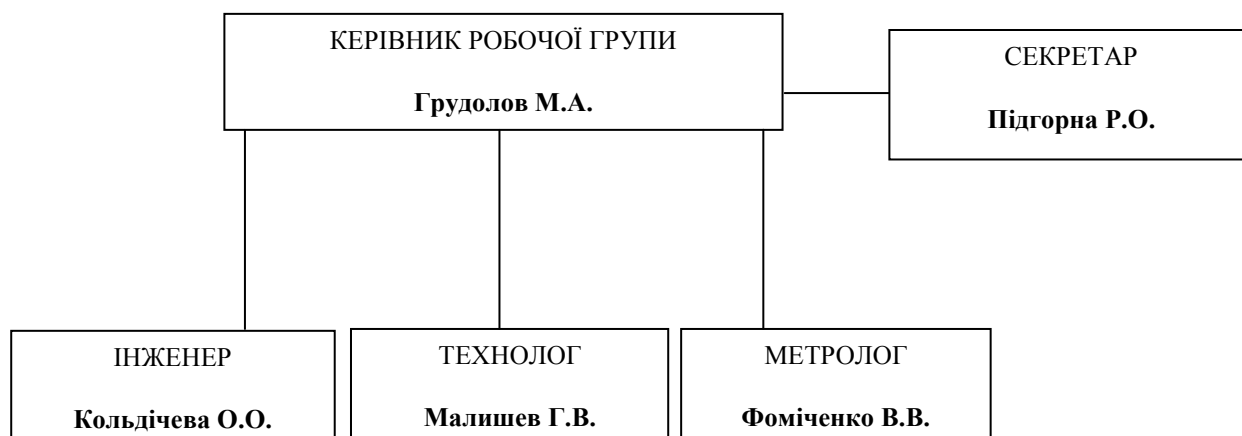 КЕРІВНИК РОБОЧОЇ ГРУПИ
Грудолов М.А.
СЕКРЕТАР
Підгорна Р.О.
ІНЖЕНЕР
Кольдічева О.О.
ТЕХНОЛОГ
Малишев Г.В.
МЕТРОЛОГ
Фоміченко В.В.